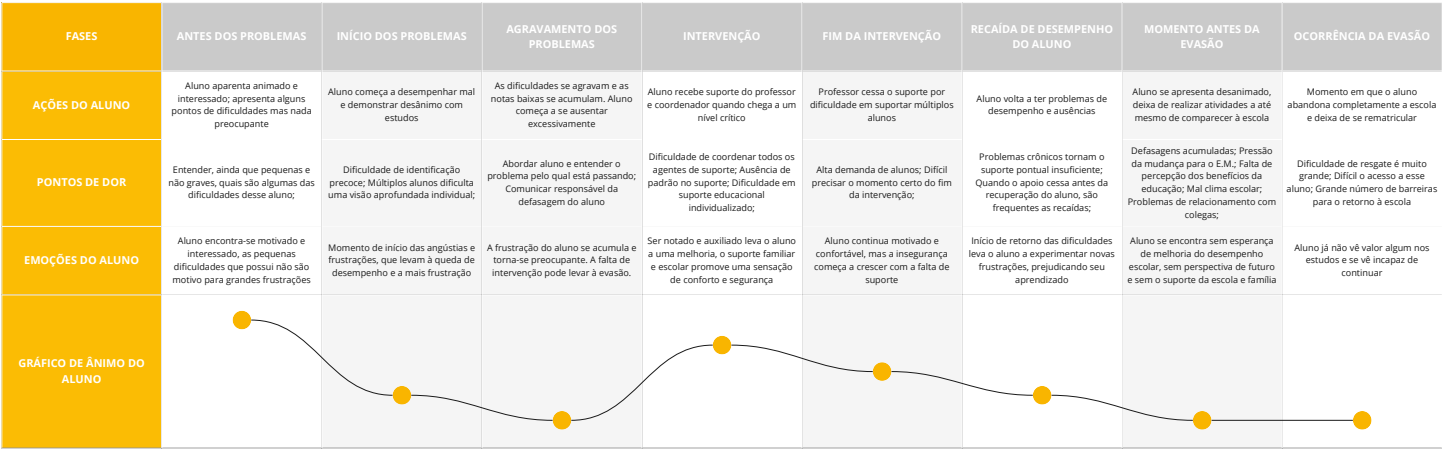 FASES
ANTES DOS PROBLEMAS
INÍCIO DOS PROBLEMAS
AGRAVAMENTO DOS
PROBLEMAS
INTERVENÇÃO
FIM DA INTERVENÇÃO
RECAÍDA DE DESEMPENHO
DO ALUNO
MOMENTO ANTES DA
EVASÃO
OCORRÊNCIA DA EVASÃO
AÇÕES DO ALUNO
Aluno aparenta animado e
interessado; apresenta alguns
pontos de dificuldades mas nada
preocupante
Aluno começa a desempenhar mal
e demonstrar desânimo com
estudos
As dificuldades se agravam e as
notas baixas se acumulam. Aluno
começa a se ausentar
excessivamente
Aluno recebe suporte do professor
e coordenador quando chega a um
nível crítico
Professor cessa o suporte por
dificuldade em suportar múltiplos
alunos
Aluno volta a ter problemas de
desempenho e ausências
Aluno se apresenta desanimado,
deixa de realizar atividades a até
mesmo de comparecer à escola
Momento em que o aluno
abandona completamente a escola
e deixa de se rematricular
PONTOS DE DOR
Entender, ainda que pequenas e
não graves, quais são algumas das
dificuldades desse aluno;
Dificuldade de identificação
precoce; Múltiplos alunos dificulta
uma visão aprofundada individual;
Abordar aluno e entender o
problema pelo qual está passando;
Comunicar responsável da
defasagem do aluno
Dificuldade de coordenar todos os
agentes de suporte; Ausência de
padrão no suporte; Dificuldade em
suporte educacional
individualizado;
Alta demanda de alunos; Difícil
precisar o momento certo do fim
da intervenção;
Problemas crônicos tornam o
suporte pontual insuficiente;
Quando o apoio cessa antes da
recuperação do aluno, são
frequentes as recaídas;
Defasagens acumuladas; Pressão
da mudança para o E.M.; Falta de
percepção dos benefícios da
educação; Mal clima escolar;
Problemas de relacionamento com
colegas;
Dificuldade de resgate é muito
grande; Difícil o acesso a esse
aluno; Grande número de barreiras
para o retorno à escola
EMOÇÕES DO ALUNO
Aluno encontra-se motivado e
interessado, as pequenas
dificuldades que possui não são
motivo para grandes frustrações
Momento de início das angústias e
frustrações, que levam à queda de
desempenho e a mais frustração
A frustração do aluno se acumula e
torna-se preocupante. A falta de
intervenção pode levar à evasão.
Ser notado e auxiliado leva o aluno
a uma melhoria, o suporte familiar
e escolar promove uma sensação
de conforto e segurança
Aluno continua motivado e
confortável, mas a insegurança
começa a crescer com a falta de
suporte
Início de retorno das dificuldades
leva o aluno a experimentar novas
frustrações, prejudicando seu
aprendizado
Aluno se encontra sem esperança
de melhoria do desempenho
escolar, sem perspectiva de futuro
e sem o suporte da escola e família
Aluno já não vê valor algum nos
estudos e se vê incapaz de
continuar
GRÁFICO DE ÂNIMO DO
ALUNO